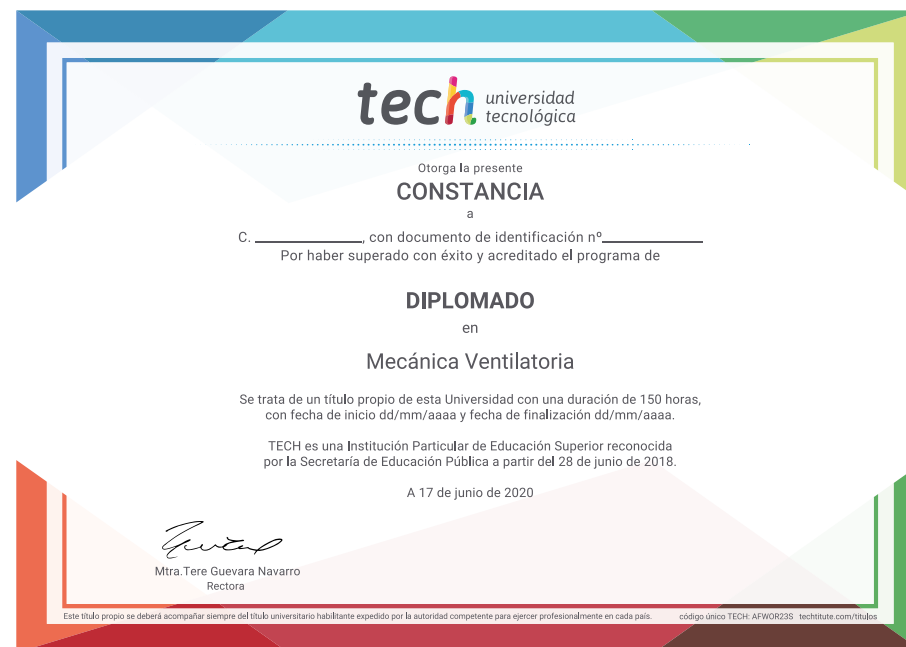 tech universidad
tecnológica
Otorga la presente
CONSTANCIA
a
C. ____________, con documento de identificación nº____________
Por haber superado con éxito y acreditado el programa de
DIPLOMADO
en
Mecánica Ventilatoria
Se trata de un título propio de esta Universidad con una duración de 150 horas,
con fecha de inicio dd/mm/aaaa y fecha de finalización dd/mm/aaaa.
TECH es una Institución Particular de Educación Superior reconocida
por la Secretaría de Educación Pública a partir del 28 de junio de 2018.
A 17 de junio de 2020
Mtra.Tere Guevara Navarro
Rectora
Este título propio se deberá acompañar siempre del título universitario habilitante expedido por la autoridad competente para ejercer profesionalmente en cada país. código único TECH: AFWOR23S techtitute.com/titulos